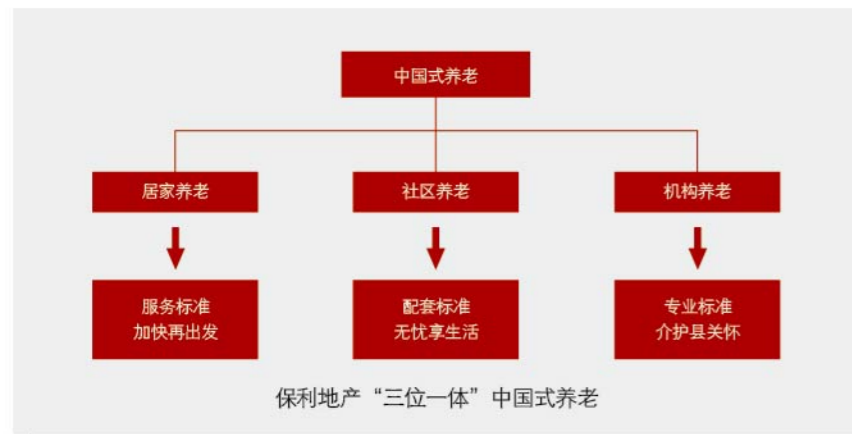 中国式养老
居家养老
社区养老
机构养老
服务标准
加快再出发
配套标准
无忧享生活
专业标准
介护县关怀
保利地产“三位一体”中国式养老